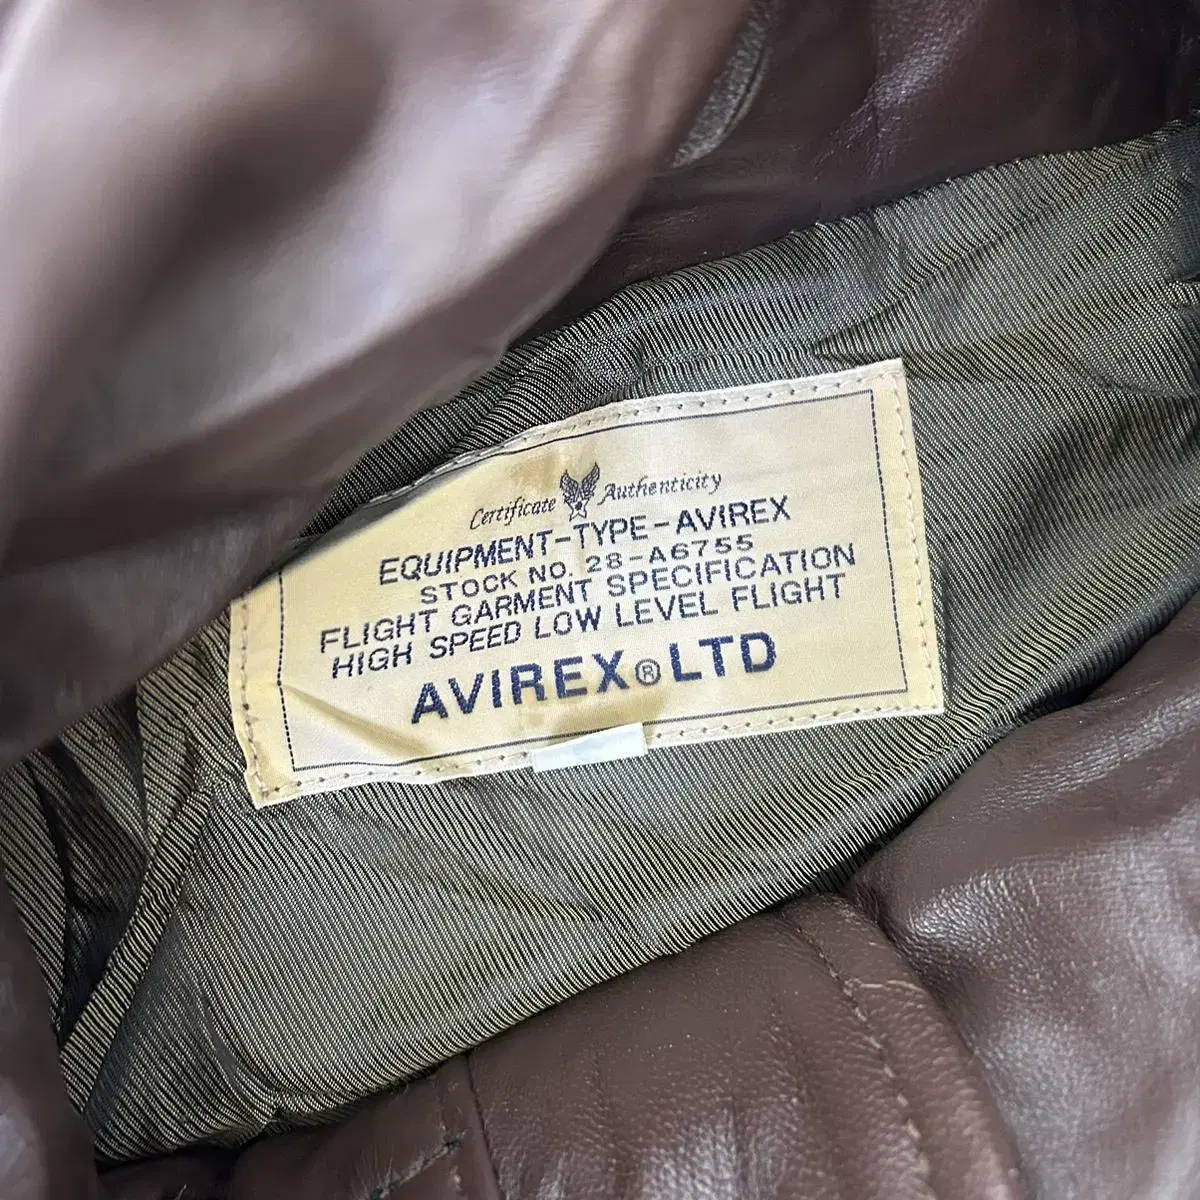 Certificate Authenticity
EQUIPMENT-TYPE-AVIREX
STOCK NO. 28-A6755
FLIGHT GARMENT SPECIFICATION
HIGH SPEED LOW LEVEL FLIGHT
AVIREX® LTD